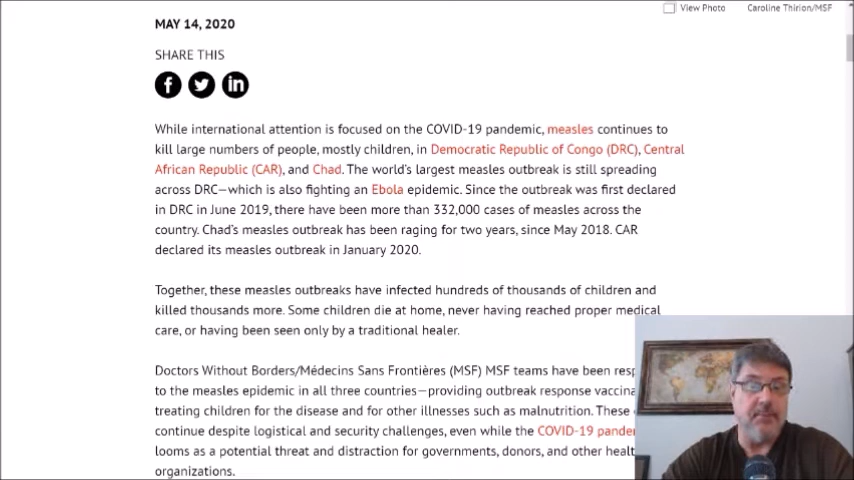 View Photo Caroline Thirion/MSF
MAY 14, 2020
SHARE THIS
While international attention is focused on the COVID-19 pandemic, measles continues to
kill large numbers of people, mostly children, in Democratic Republic of Congo (DRC), Central
African Republic (CAR), and Chad. The world's largest measles outbreak is still spreading
across DRC—which is also fighting an Ebola epidemic. Since the outbreak was first declared
in DRC in June 2019, there have been more than 332,000 cases of measles across the
country. Chad's measles outbreak has been raging for two years, since May 2018. CAR
declared its measles outbreak in January 2020.
Together, these measles outbreaks have infected hundreds of thousands of children and
killed thousands more. Some children die at home, never having reached proper medical
care, or having been seen only by a traditional healer.
Doctors Without Borders/Médecins Sans Frontières (MSF) MSF teams have been
to the measles epidemic in all three countries—providing outbreak response
treating children for the disease and for other illnesses such as malnutrition. These
continue despite logistical and security challenges, even while the COVID-19
looms as a potential threat and distraction for governments, donors, and other
organizations.